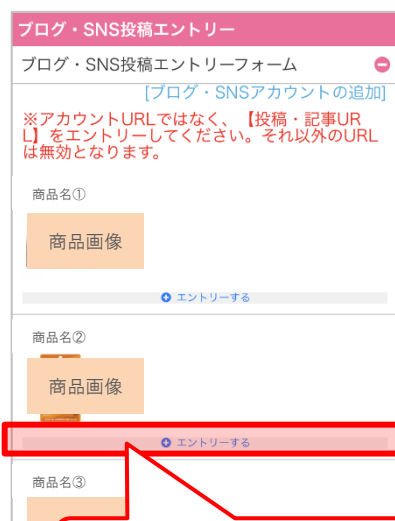 ブログ・SNS投稿エントリー
ブログ・SNS投稿エントリーフォーム
[ブログ・SNSアカウントの追加]
※アカウントURLではなく、【投稿・記事UR
L】をエントリーしてください。それ以外のURL
は無効となります。
商品名①
商品画像
エントリーする
商品名②
商品画像
エントリーする
商品名③